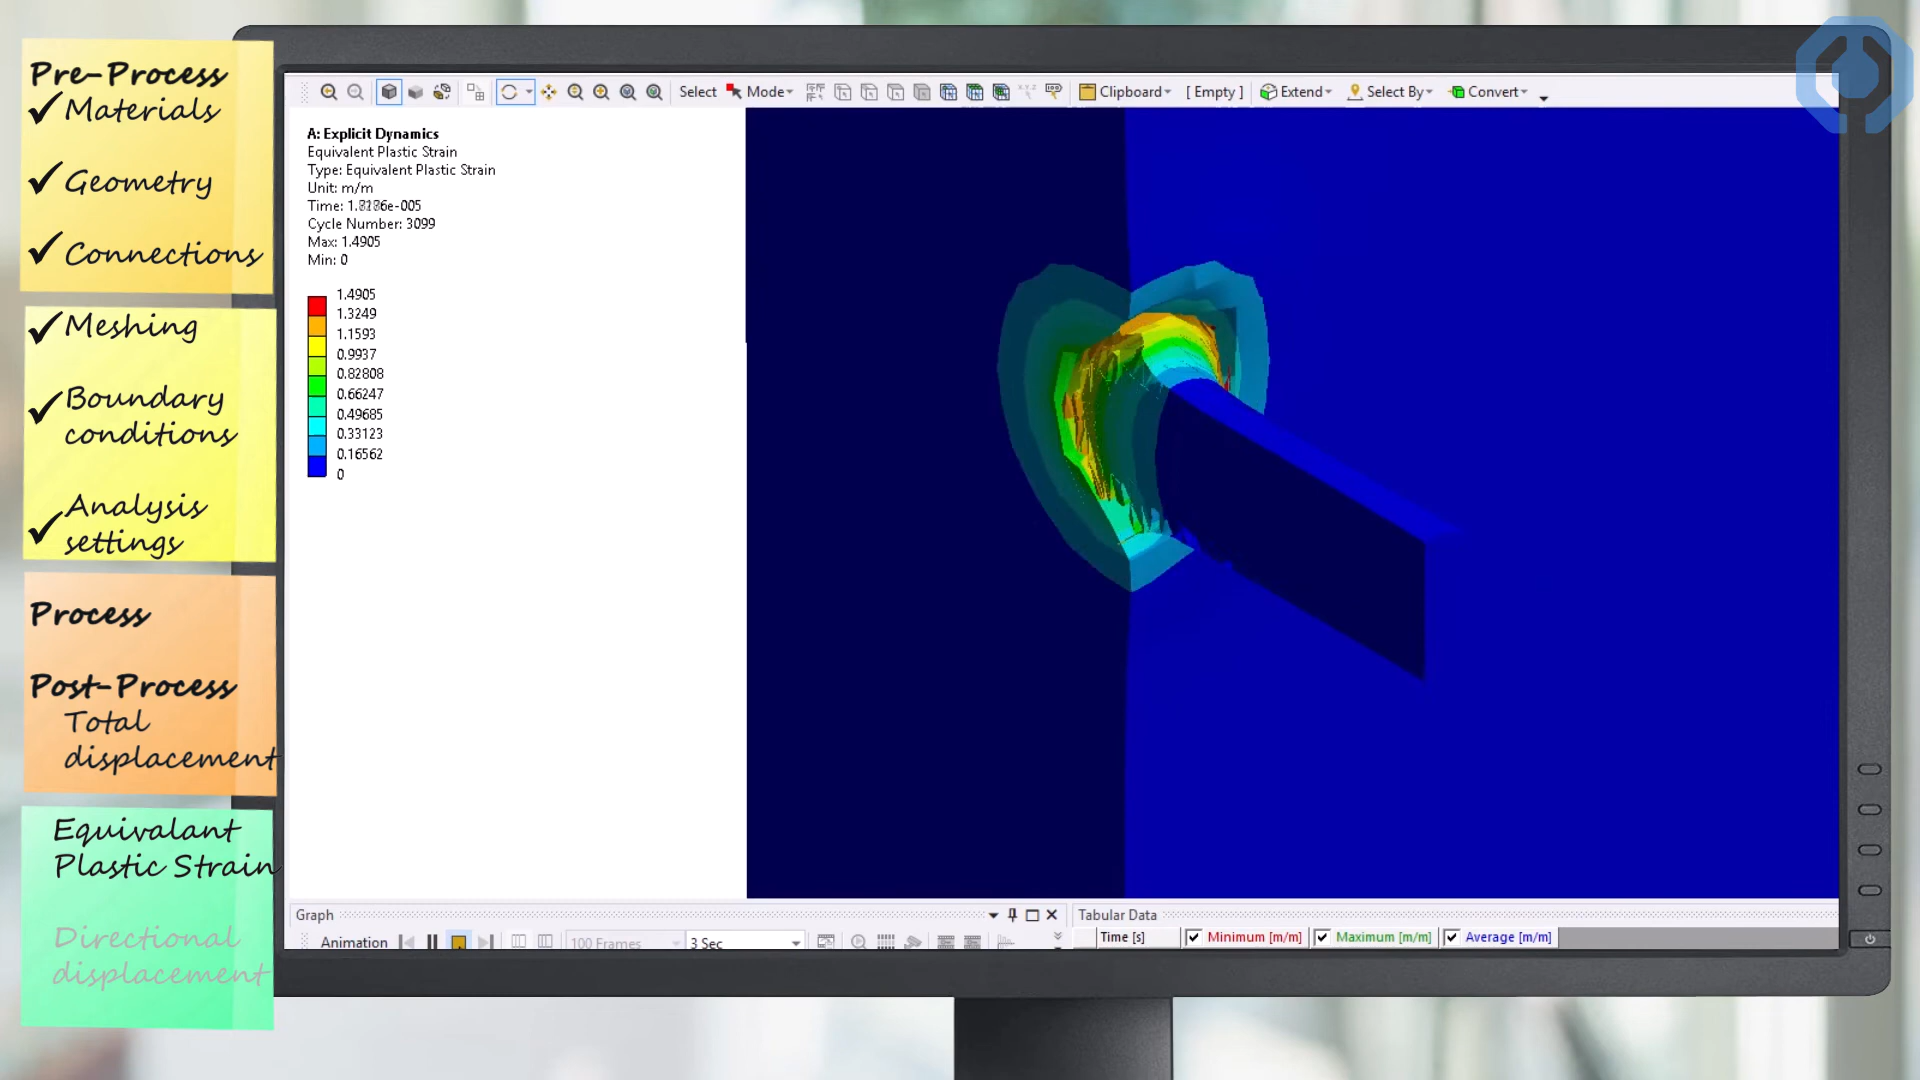 Pre-Process
✓ Materials
✓ Geometry
✓ Connections
✓ Meshing
✓ Boundary
conditions
✓ Analysis
settings
Process
Post-Process
Total
displacement
Equivalant
Plastic Strain
Directional
displacement
Select Mode Clipboard [ Empty ] Extend Select By Convert
A: Explicit Dynamics
Equivalent Plastic Strain
Type: Equivalent Plastic Strain
Unit: m/m
Cycle Number: 3099
Max: 1.4905
Min: 0
1.4905
1.3249
1.1593
0.9937
0.82808
0.66247
0.49685
0.33123
0.16562
0
Graph
Animation 100 Frames 3 Sec
Tabular Data
Time [s] Minimum [m/m] Maximum [m/m] Average [m/m]